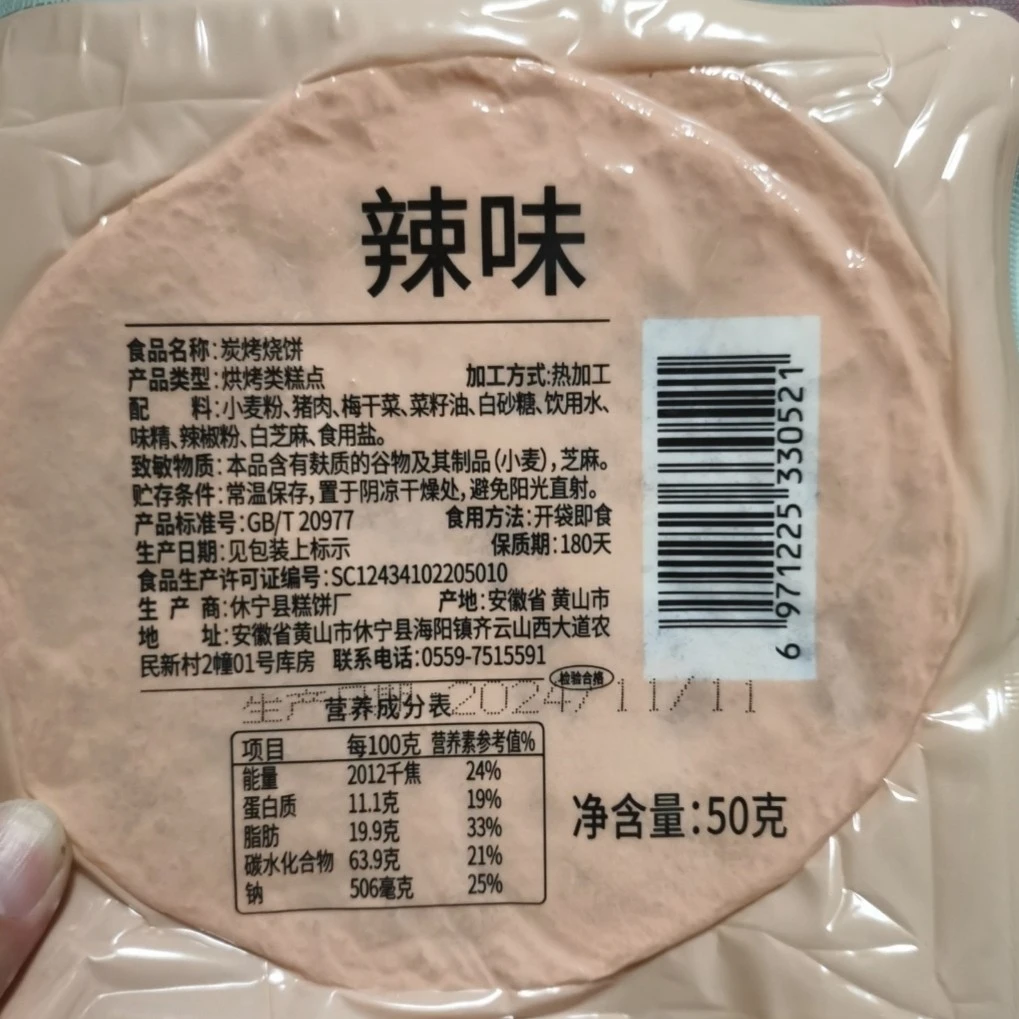 辣味
食品名称:炭烤烧饼
产品类型:烘烤类糕点 加工方式:热加工
配 料:小麦粉、猪肉、梅干菜、菜籽油、白砂糖、饮用水、
味精、辣椒粉、白芝麻、食用盐。
致敏物质:本品含有麸质的谷物及其制品(小麦),芝麻。
贮存条件:常温保存,置于阴凉干燥处,避免阳光直射。
产品标准号:GB/T 20977 食用方法:开袋即食
生产日期:见包装上标示 保质期:180天
食品生产许可证编号:SC12434102205010
生 产 商:休宁县糕饼厂 产地:安徽省 黄山市
地 址:安徽省黄山市休宁县海阳镇齐云山西大道农
民新村2幢01号库房 联系电话:0559-7515591
检验合格
生产日期 2024/11/11
营养成分表
项目 每100克 营养素参考值%
能量 2012千焦 24%
蛋白质 11.1克 19%
脂肪 19.9克 33%
碳水化合物 63.9克 21%
钠 506毫克 25%
净含量:50克
6 971225 330521